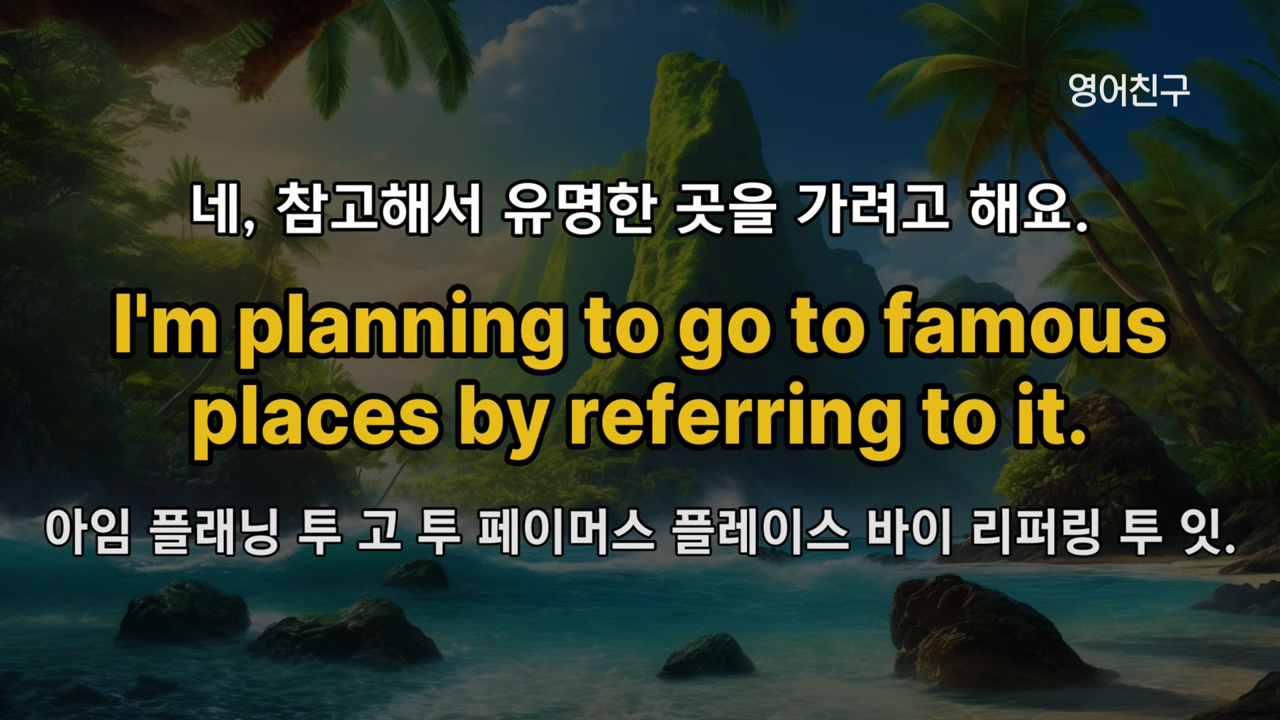 영어친구
네, 참고해서 유명한 곳을 가려고 해요.
I'm planning to go to famous
places by referring to it.
아임 플래닝 투 고 투 페이머스 플레이스 바이 리퍼링 투 잇.